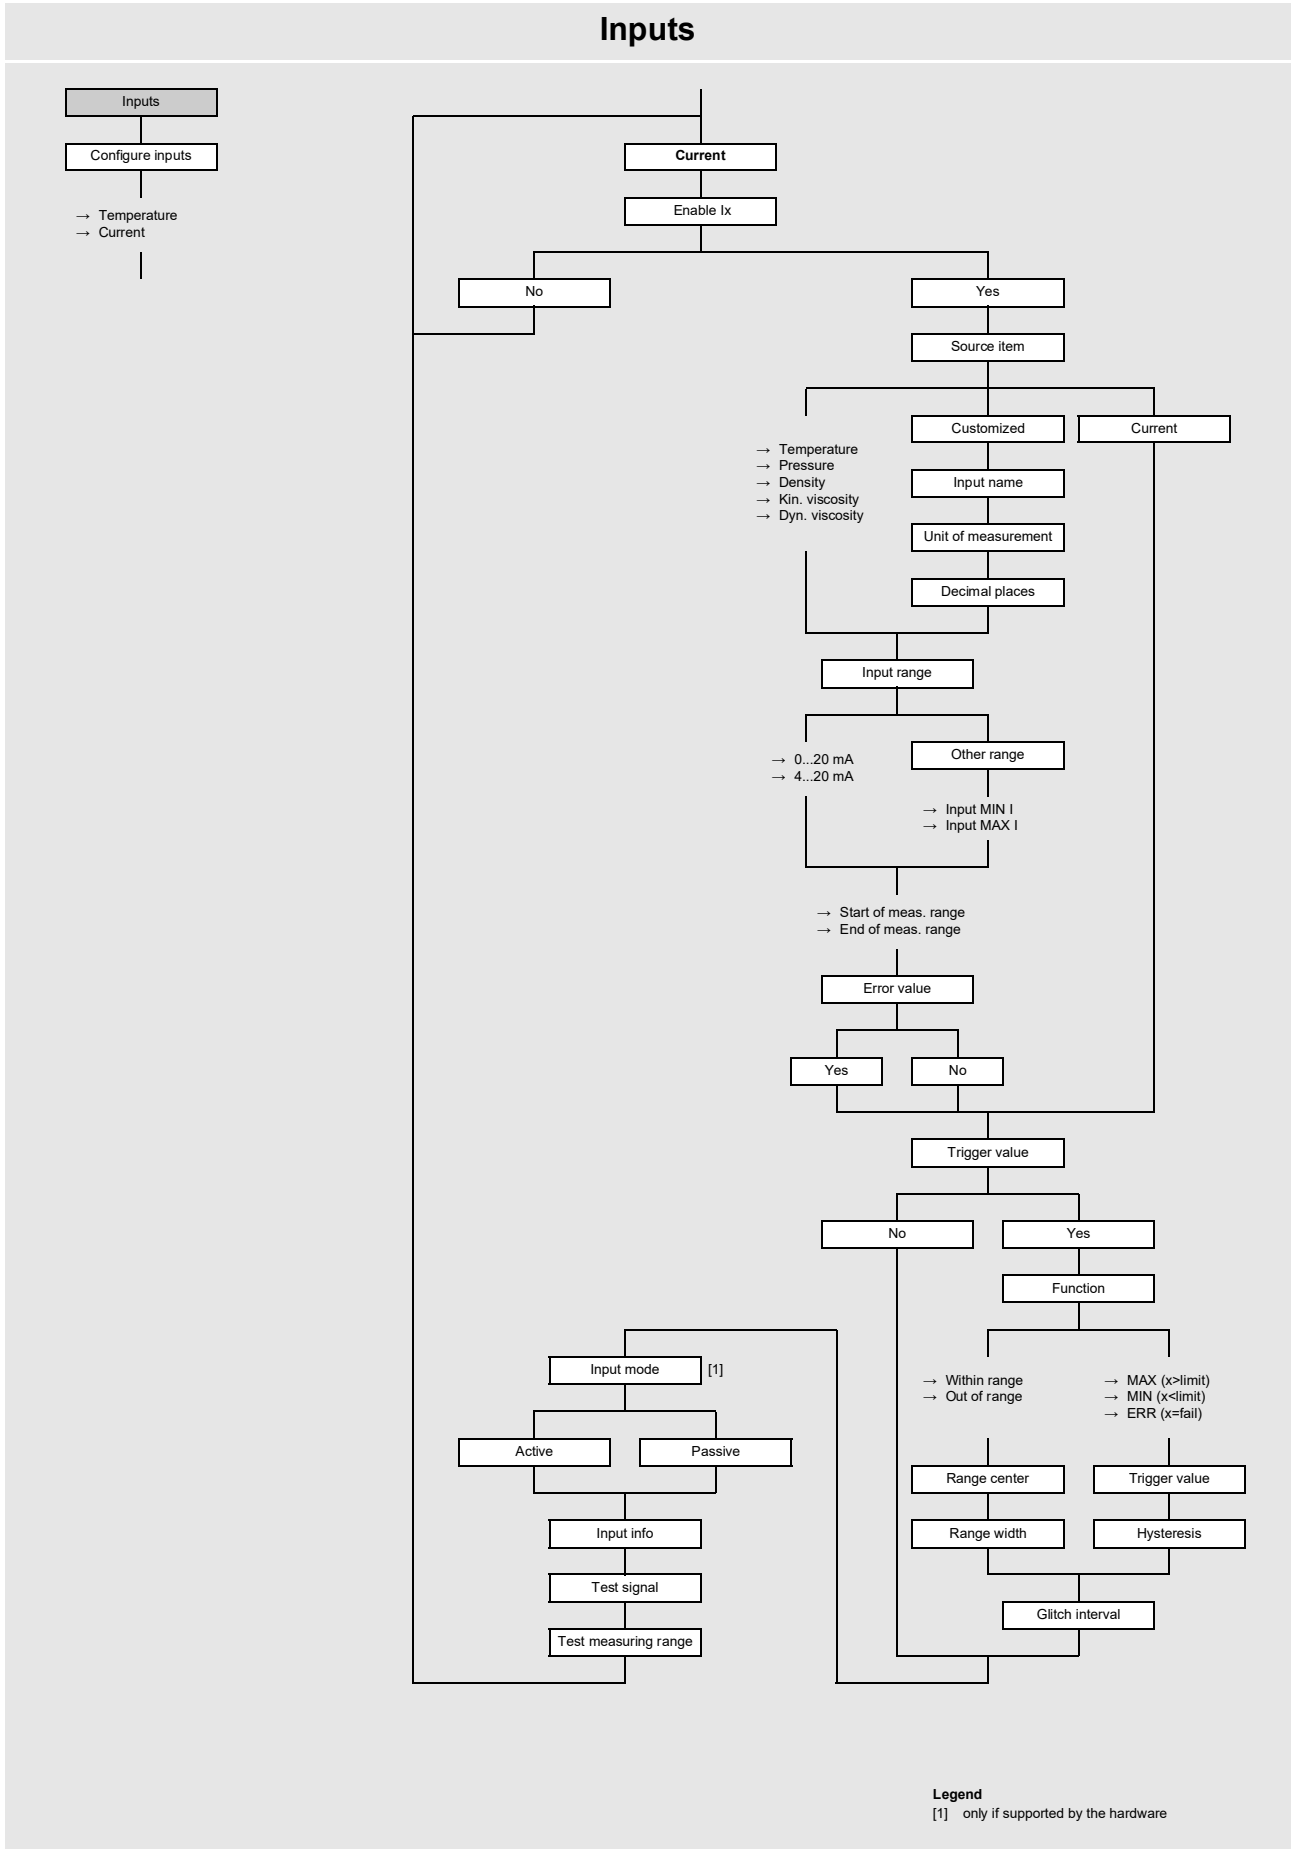 Inputs
Inputs
Configure inputs
→ Temperature
→ Current
Current
Enable Ix
No
Yes
Source item
Customized
Current
→ Temperature
→ Pressure
→ Density
→ Kin. viscosity
→ Dyn. viscosity
Input name
Unit of measurement
Decimal places
Input range
→ 0...20 mA
→ 4...20 mA
Other range
→ Input MIN I
→ Input MAX I
→ Start of meas. range
→ End of meas. range
Error value
Yes
No
Trigger value
No
Yes
Function
→ Within range
→ Out of range
→ MAX (x>limit)
→ MIN (x<limit)
→ ERR (x=fail)
Range center
Trigger value
Range width
Hysteresis
Glitch interval
Input mode [1]
Active
Passive
Input info
Test signal
Test measuring range
Legend
[1] only if supported by the hardware